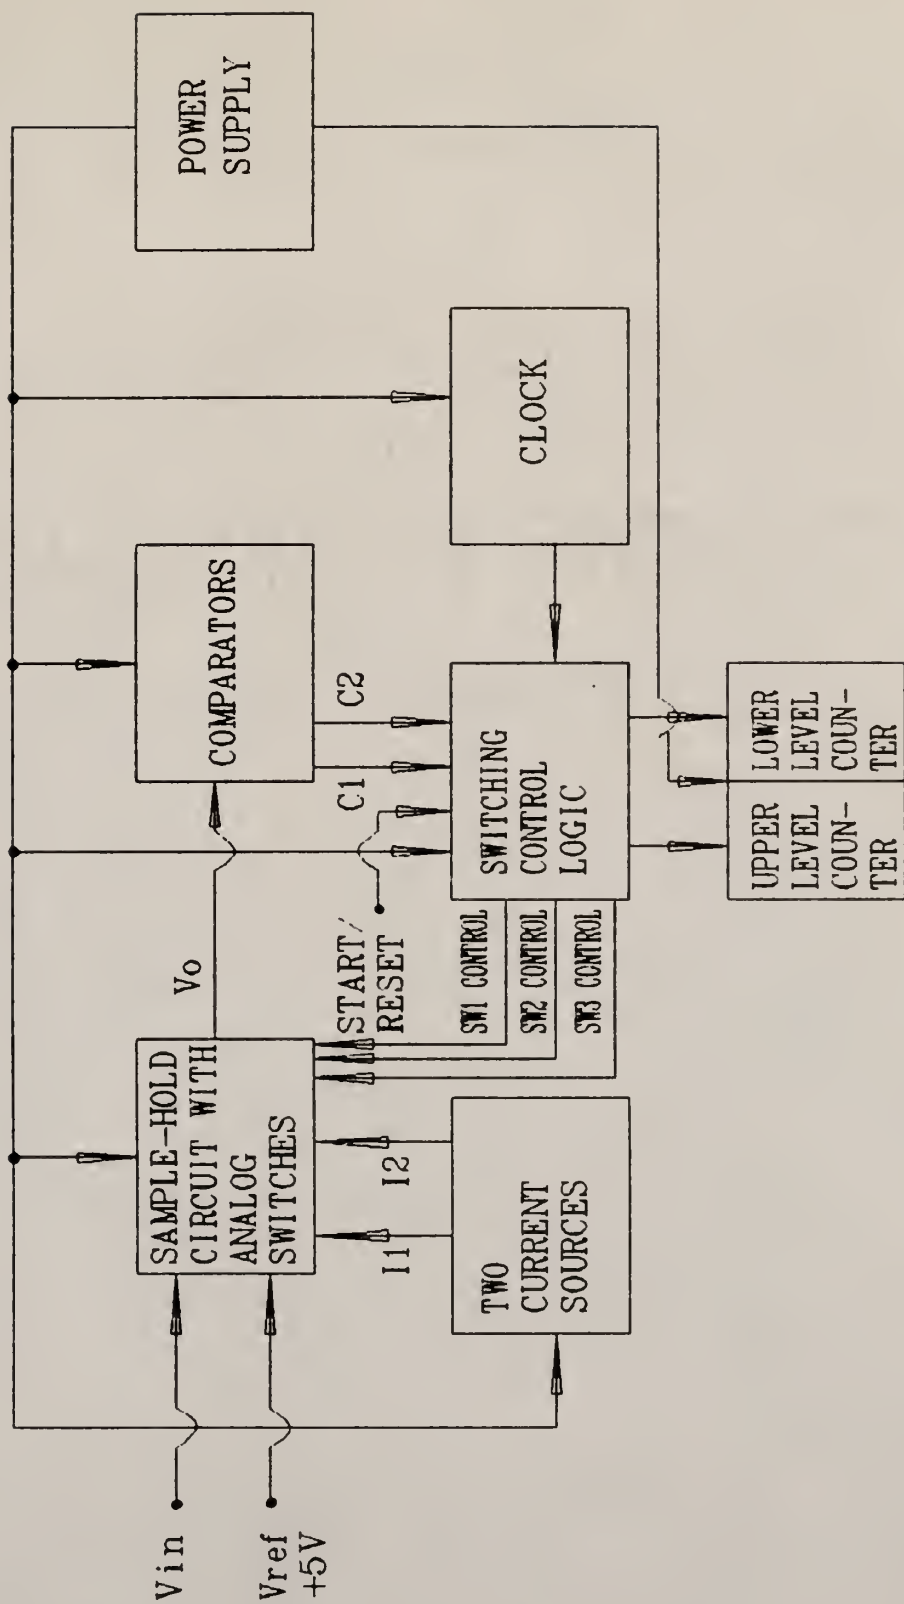 POWER
SUPPLY
CLOCK
COMPARATORS
C2
C1
SWITCHING
CONTROL
LOGIC
LOWER
LEVEL
COUN-
TER
UPPER
LEVEL
COUN-
TER
Vo
START/
RESET
SW1 CONTROL
SW2 CONTROL
SW3 CONTROL
SAMPLE-HOLD
CIRCUIT WITH
ANALOG
SWITCHES
I2
I1
TWO
CURRENT
SOURCES
Vin
Vref
+5V